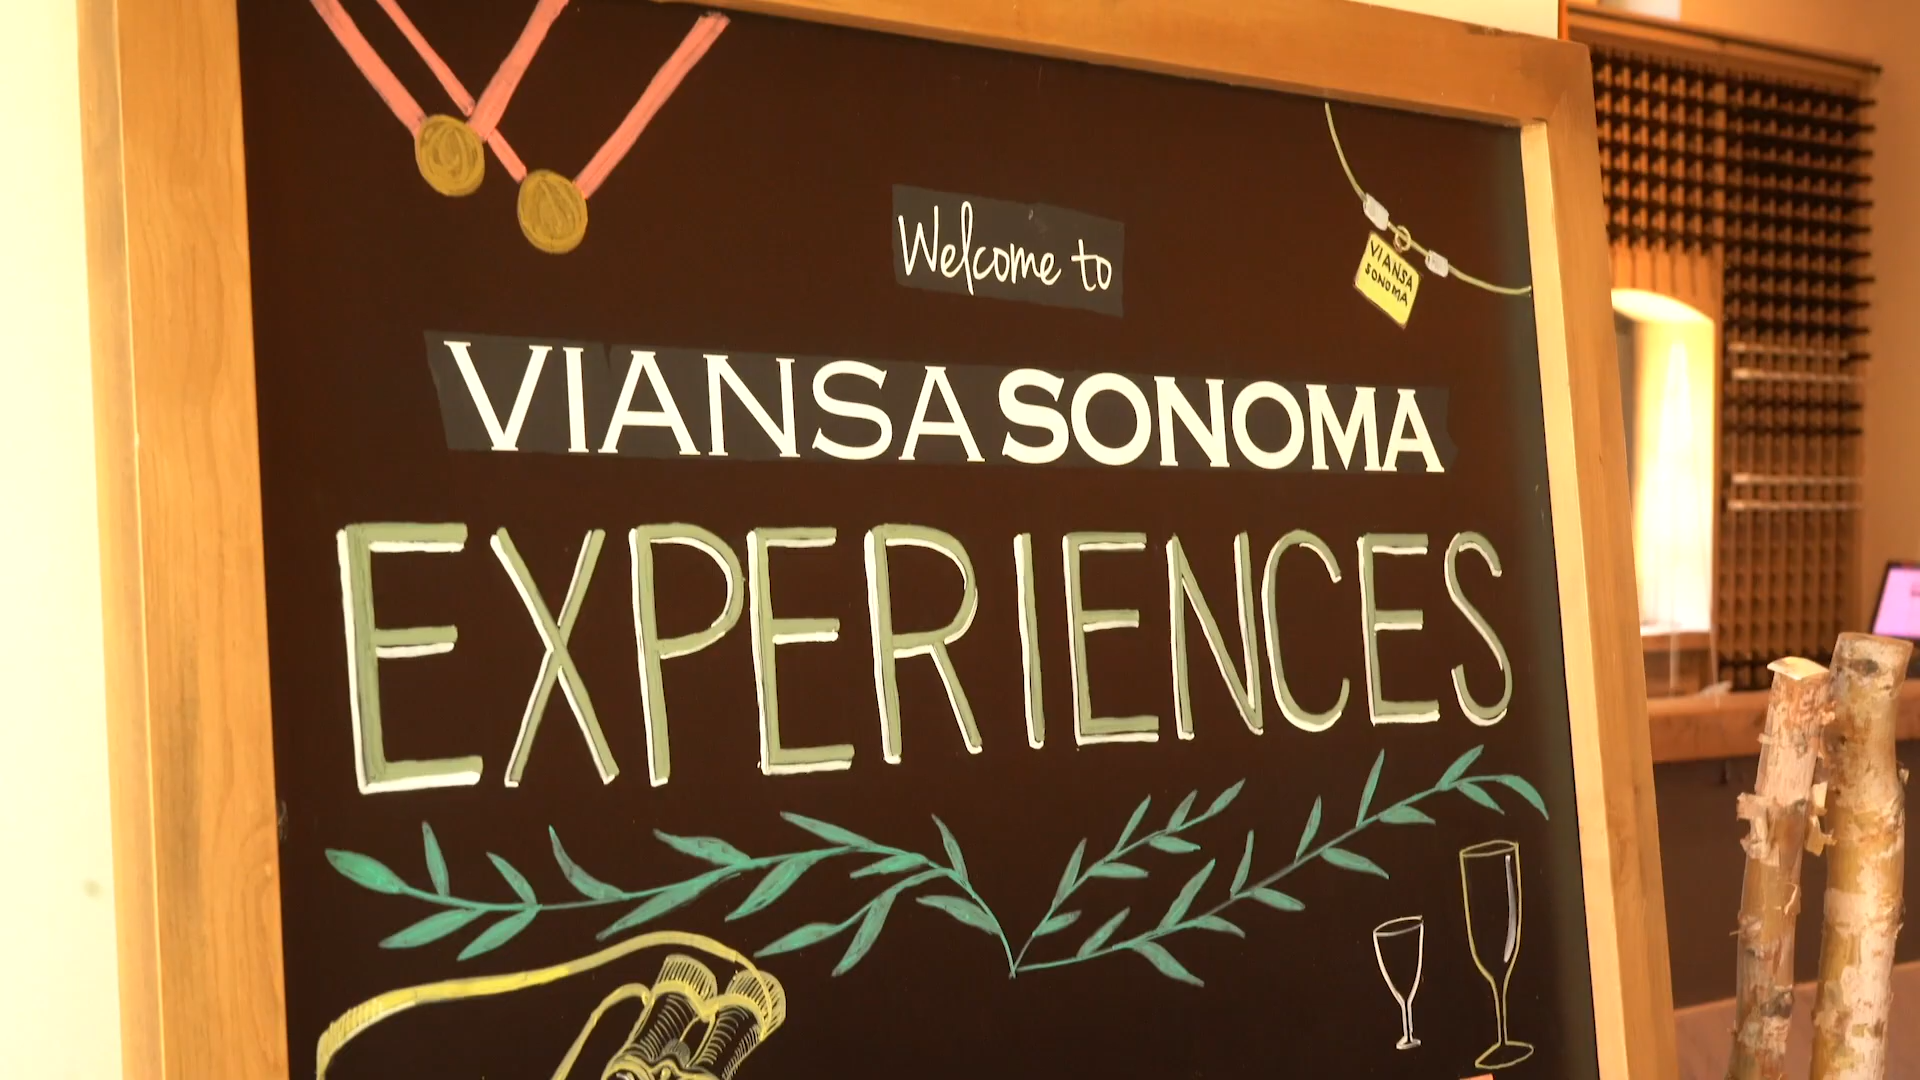 Welcome to
VIANSA SONOMA
EXPERIENCES
VIANSA
SONOMA